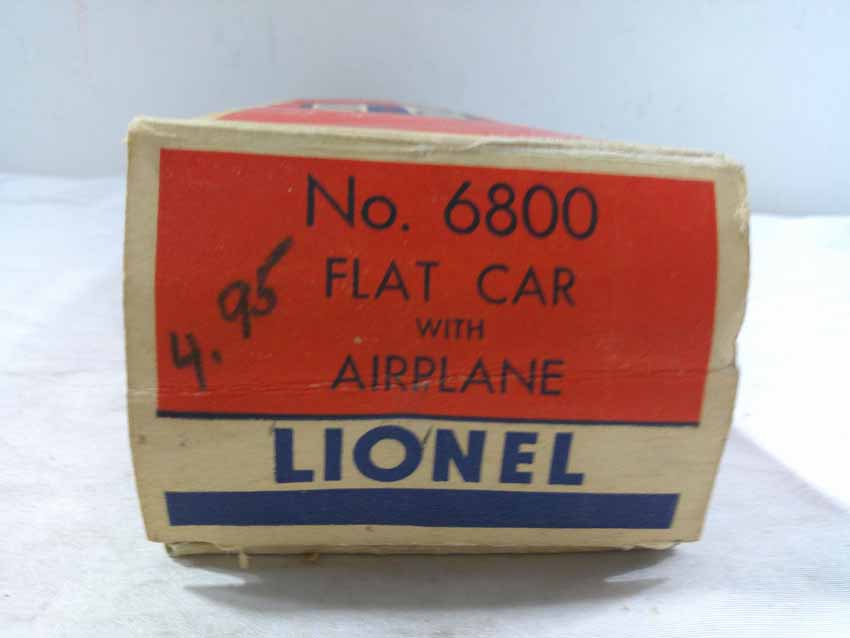 No. 6800
FLAT CAR
WITH
AIRPLANE
4.95
LIONEL